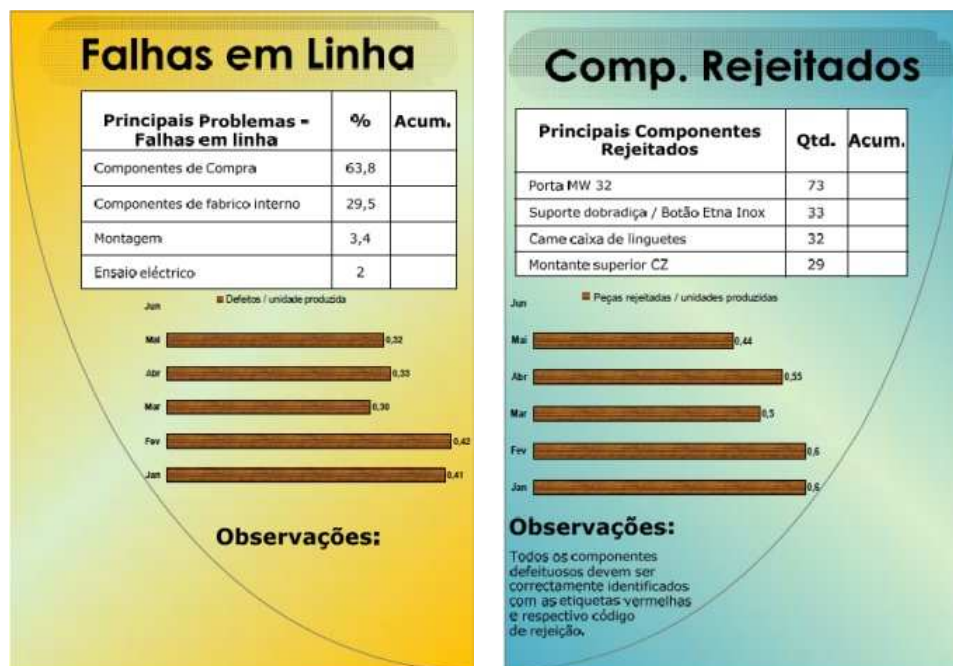 Falhas em Linha
Principais Problemas - Falhas em linha % Acum.
Componentes de Compra 63,8
Componentes de fabrico interno 29,5
Montagem 3,4
Ensaio eléctrico 2
Defeitos / unidade produzida
Jun
Mai 0,32
Abr 0,33
Mar 0,30
Fev 0,42
Jan 0,41
Observações:
Comp. Rejeitados
Principais Componentes Rejeitados Qtd. Acum.
Porta MW 32 73
Suporte dobradiça / Botão Etna Inox 33
Came caixa de linguetes 32
Montante superior CZ 29
Peças rejeitadas / unidades produzidas
Jun
Mai 0,44
Abr 0,55
Mar 0,5
Fev 0,6
Jan 0,6
Observações:
Todos os componentes
defeituosos devem ser
correctamente identificados
com as etiquetas vermelhas
e respectivo código
de rejeição.